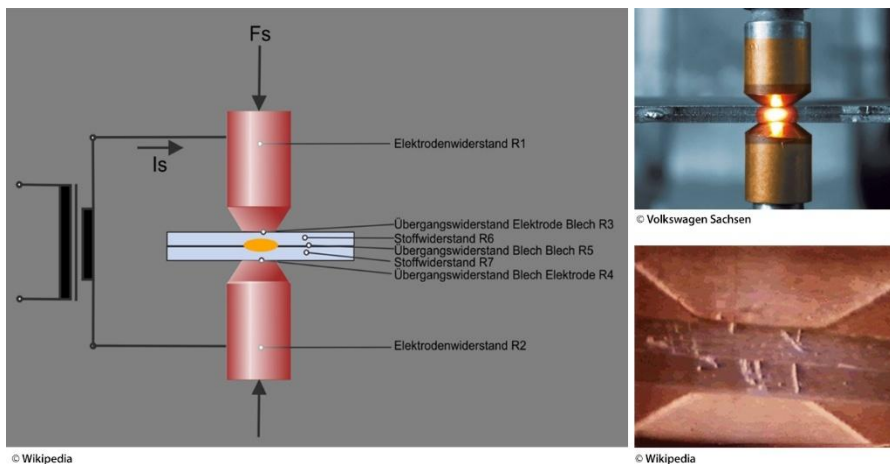 Fs
Is
Elektrodenwiderstand R1
Übergangswiderstand Elektrode Blech R3
Stoffwiderstand R6
Übergangswiderstand Blech Blech R5
Stoffwiderstand R7
Übergangswiderstand Blech Elektrode R4
Elektrodenwiderstand R2
© Wikipedia
© Volkswagen Sachsen
© Wikipedia